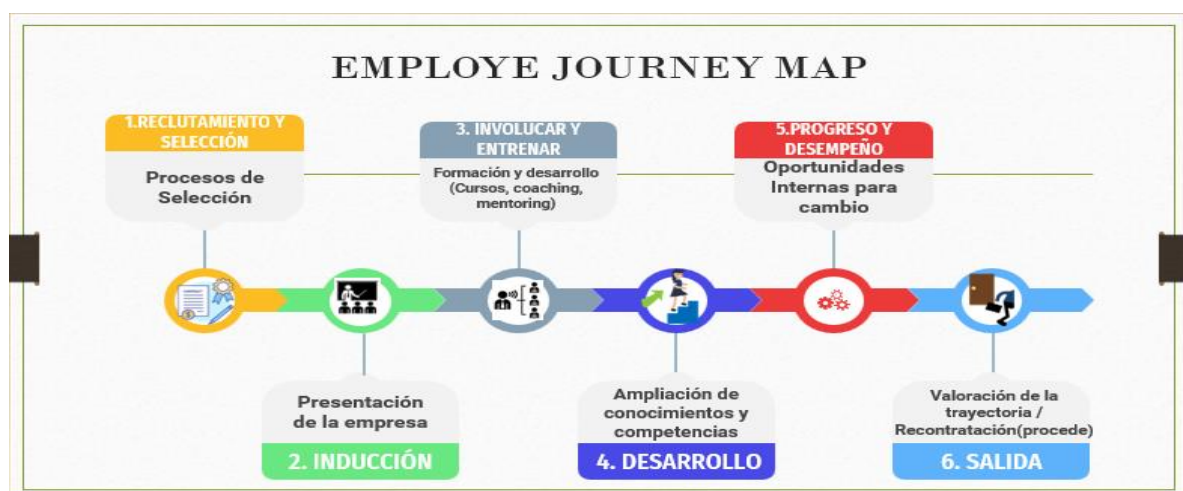 EMPLOYE JOURNEY MAP
1.RECLUTAMIENTO Y
SELECCIÓN
Procesos de
Selección
Presentación
de la empresa
2. INDUCCIÓN
3. INVOLUCAR Y
ENTRENAR
Formación y desarrollo
(Cursos, coaching,
mentoring)
Ampliación de
conocimientos y
competencias
4. DESARROLLO
5.PROGRESO Y
DESEMPEÑO
Oportunidades
Internas para
cambio
Valoración de la
trayectoria /
Recontratación(procede)
6. SALIDA